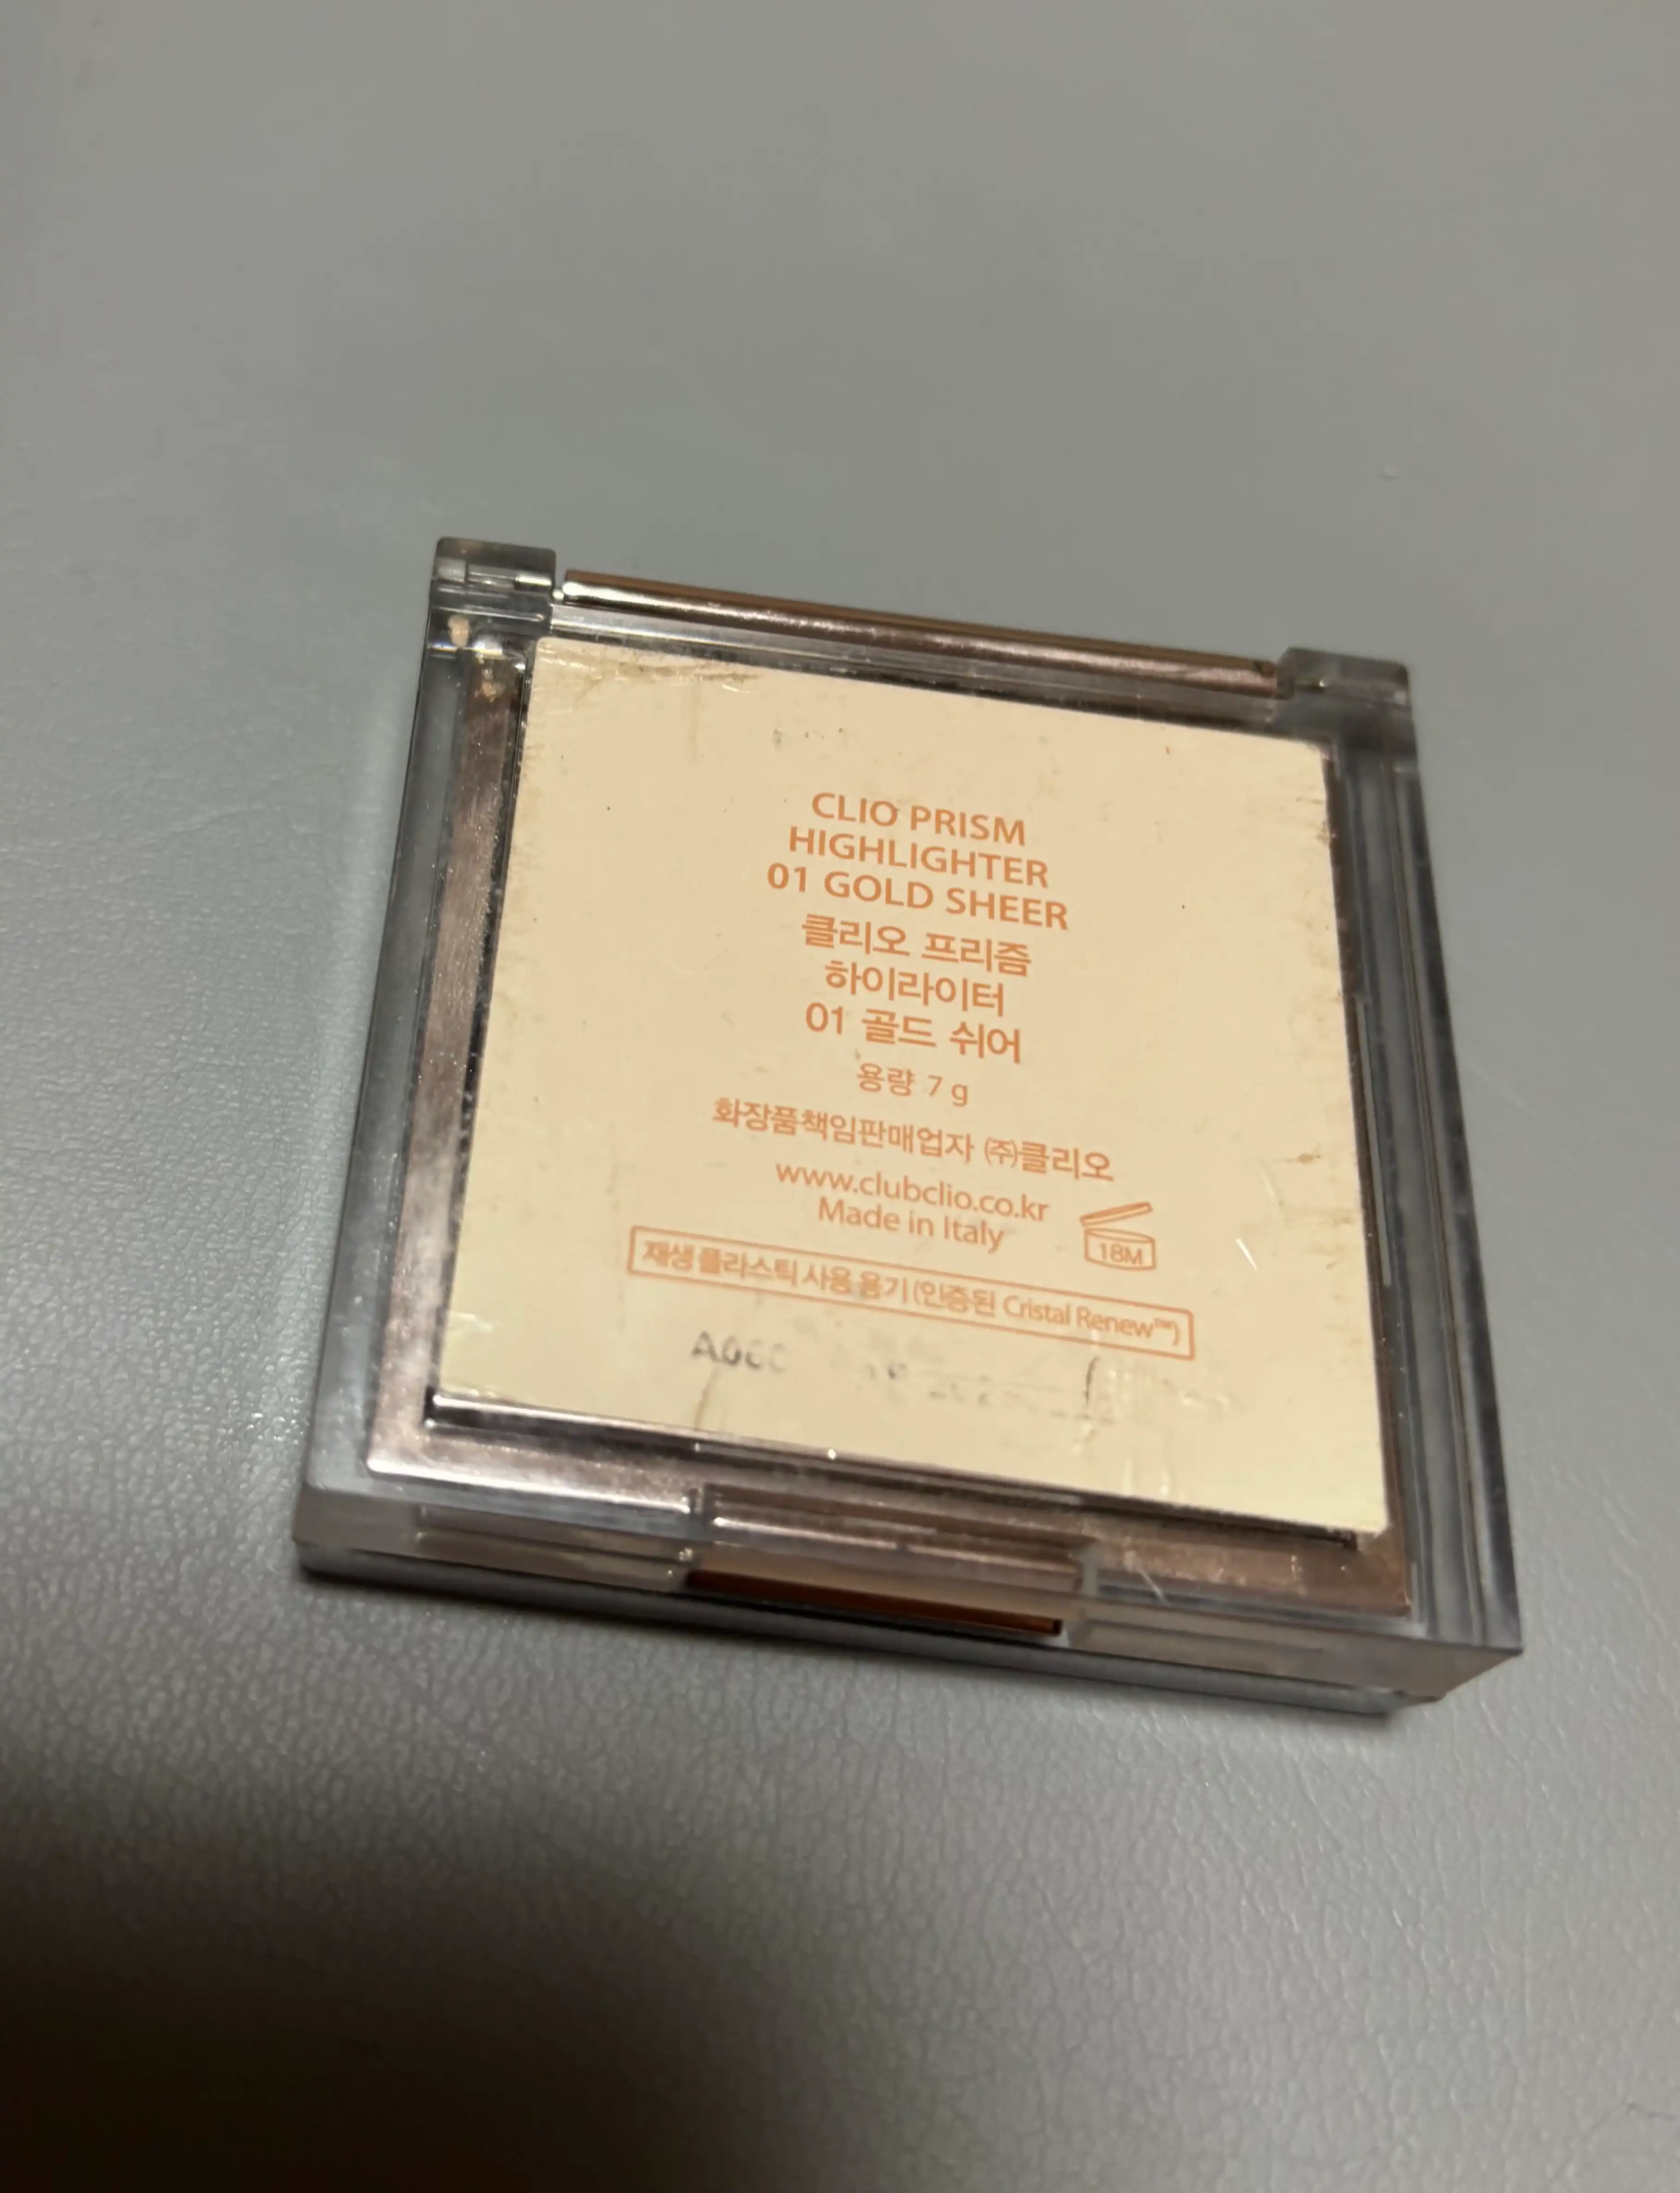 CLIO PRISM
HIGHLIGHTER
01 GOLD SHEER
클리오 프리즘
하이라이터
01 골드 쉬어
용량 7 g
화장품책임판매업자 ㈜클리오
www.clubclio.co.kr
Made in Italy
18M
재생 플라스틱 사용 용기 (인증된 Cristal Renew™)